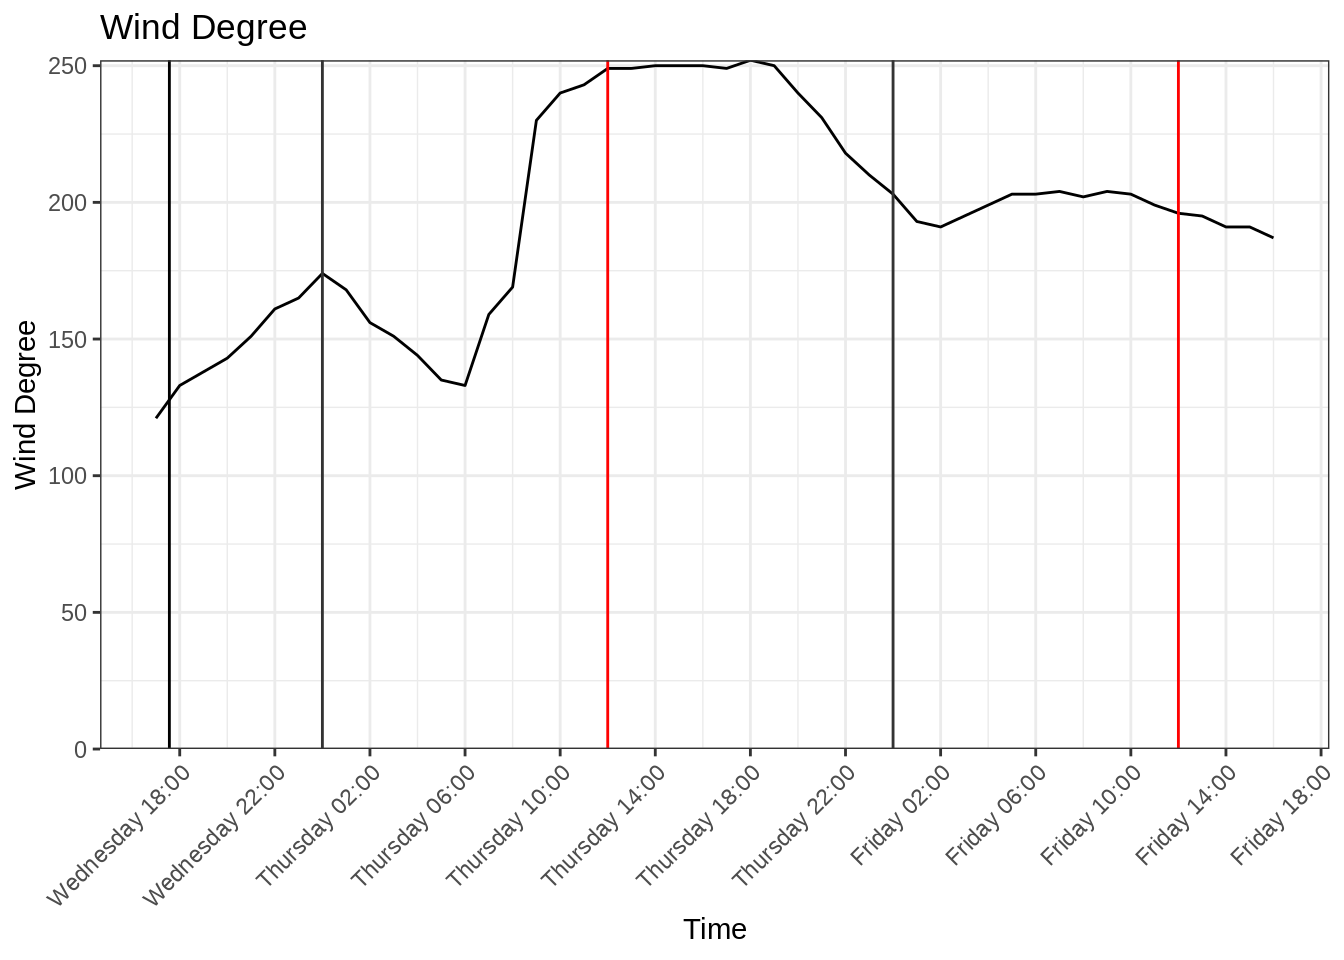 Wind Degree
250
200
150
100
50
0
Wind Degree
Wednesday 18:00
Wednesday 22:00
Thursday 02:00
Thursday 06:00
Thursday 10:00
Thursday 14:00
Thursday 18:00
Thursday 22:00
Friday 02:00
Friday 06:00
Friday 10:00
Friday 14:00
Friday 18:00
Time